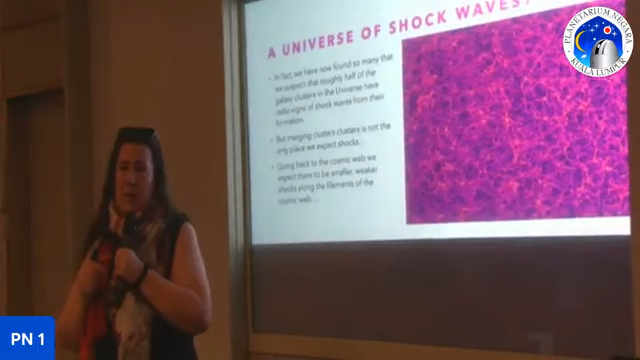 A UNIVERSE OF SHOCK WAVES?
• In fact, we have now found so many that
we suspect that roughly half of the
galaxy clusters in the Universe have
radio signs of shock waves from their
formation.
• But merging clusters clusters is not the
only place we expect shocks...
• Going back to the cosmic web we
expect there to be smaller, weaker
shocks along the filaments of the
cosmic web ...
PLANETARIUM NEGARA
KUALA LUMPUR
PN 1